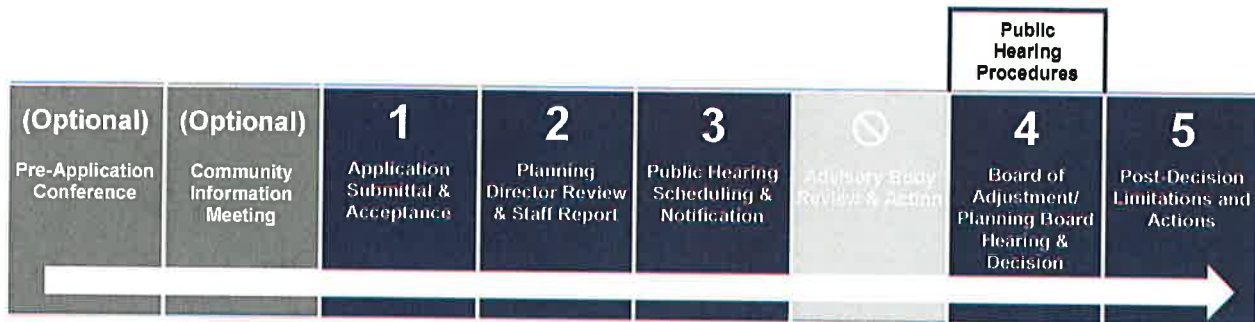 Public
Hearing
Procedures
(Optional)
Pre-Application
Conference
(Optional)
Community
Information
Meeting
1
Application
Submittal &
Acceptance
2
Planning
Director Review
& Staff Report
3
Public Hearing
Scheduling &
Notification
Advisory Body
Review & Action
4
Board of
Adjustment/
Planning Board
Hearing &
Decision
5
Post-Decision
Limitations and
Actions